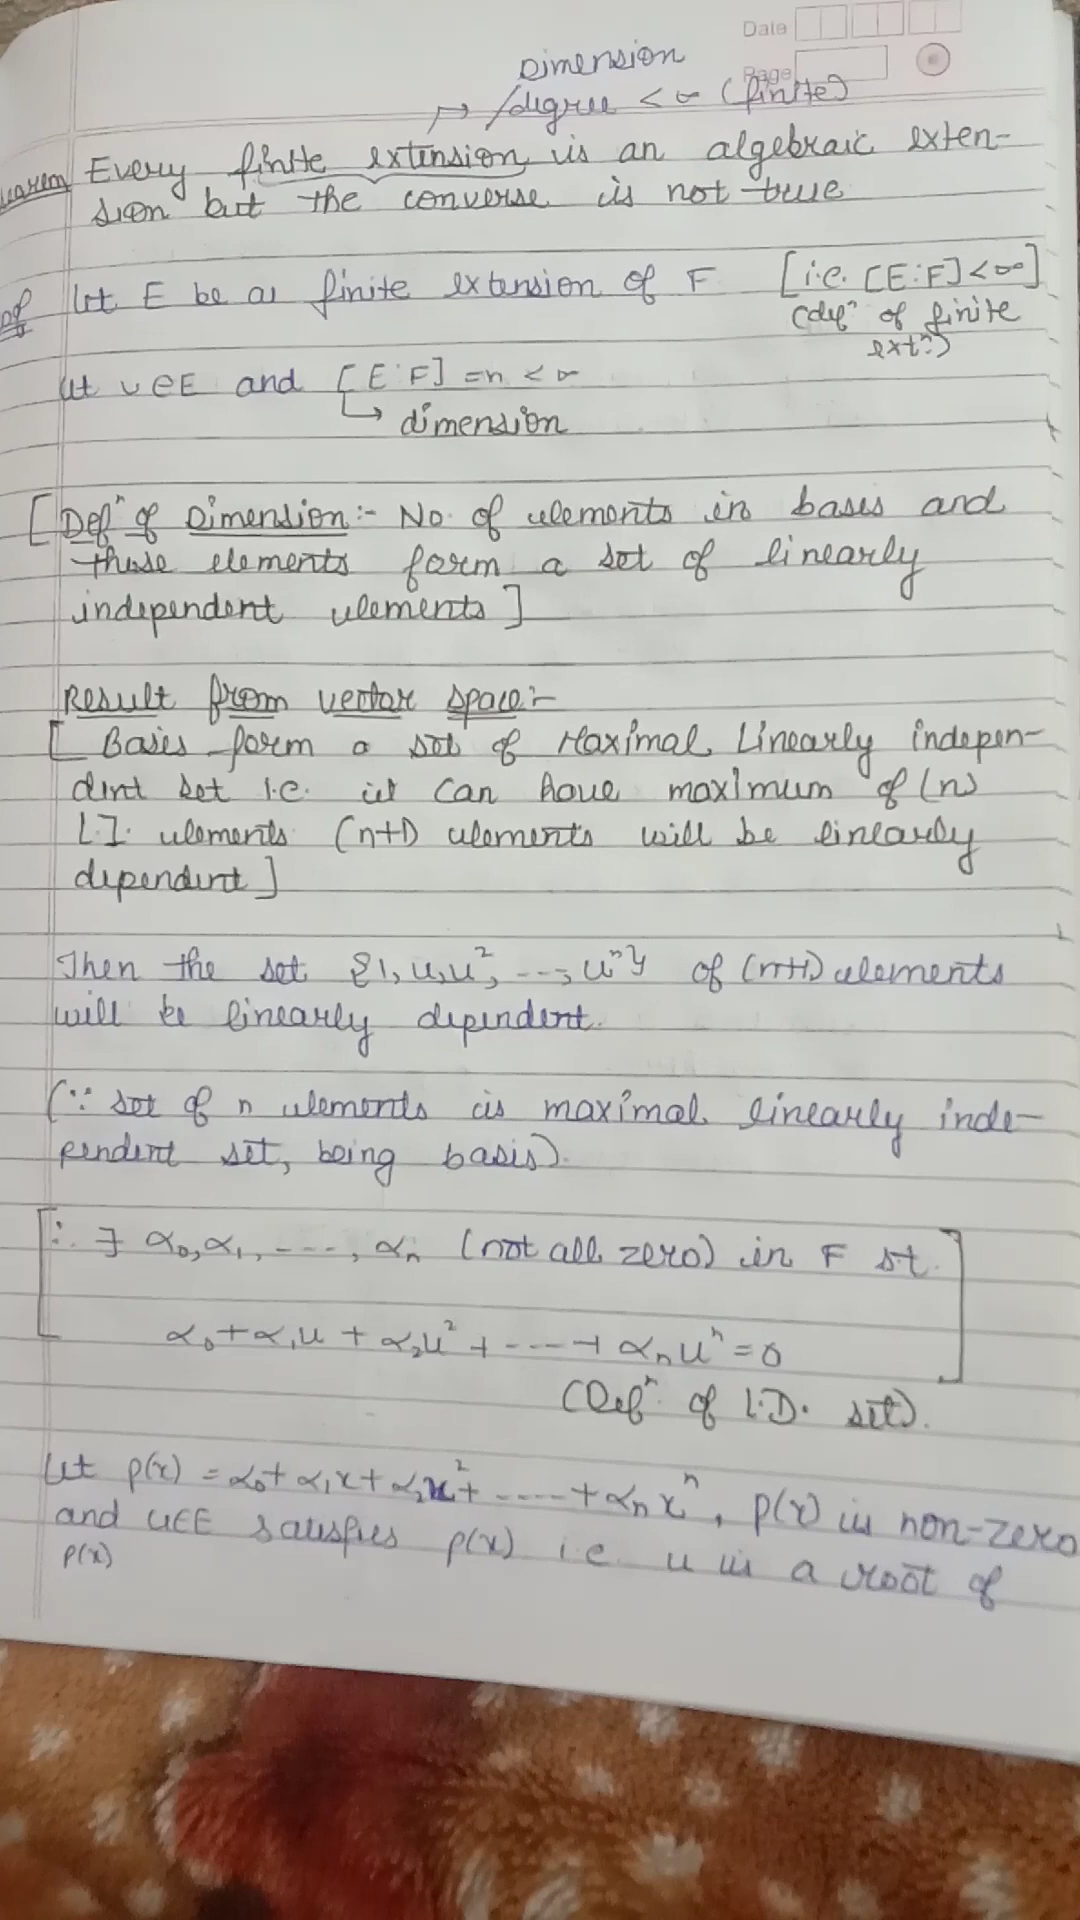 Date
Page
Dimension
↦ /degree < ∞ (finite)
Every finite extension is an algebraic exten-
sion but the converse is not true
let E be a finite extension of F [i.e. [E:F]<∞]
(defⁿ of finite
extⁿ)
let u∈E and [E:F] = n < ∞
↳ dimension
[Defⁿ of Dimension:- No. of elements in basis and
these elements form a set of linearly
independent elements]
Result from vector space:-
[ Basis form a set of Maximal Linearly indepen-
dent set i.e. it can have maximum of (n)
L.I. elements (n+1) elements will be linearly
dependent]
Then the set {1, u, u², ---, uⁿ} of (n+1) elements
will be linearly dependent.
(∵ set of n elements is maximal linearly inde-
pendent set, being basis).
∴ ∃ α₀, α₁, ----, αₙ (not all zero) in F s.t.
α₀ + α₁u + α₂u² + ---- + αₙuⁿ = 0
(Defⁿ of L.D. set).
let p(x) = α₀ + α₁x + α₂x² + ..... + αₙxⁿ, p(x) is non-zero
and u∈E satisfies p(x) i.e. u is a root of
p(x)